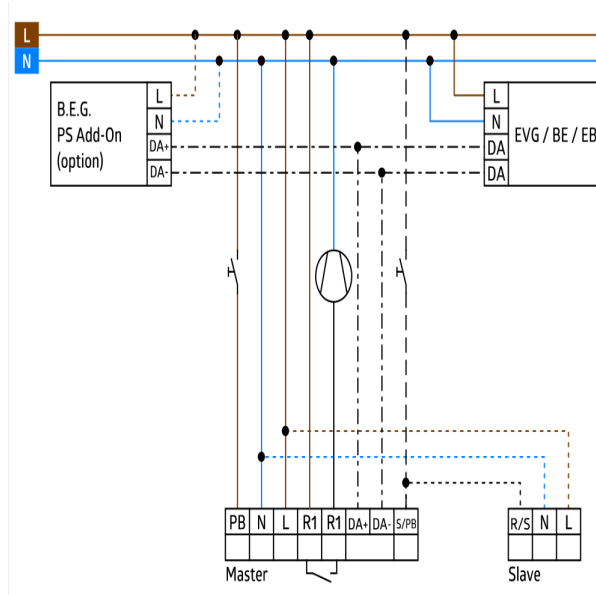 L
N
B.E.G.
PS Add-On
(option)
L
N
DA+
DA-
L
N
DA
DA
EVG / BE / EB
PB N L R1 R1 DA+ DA- S/PB
Master
R/S N L
Slave